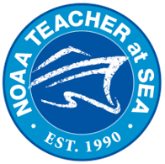 NOAA TEACHER at SEA
• EST. 1990 •